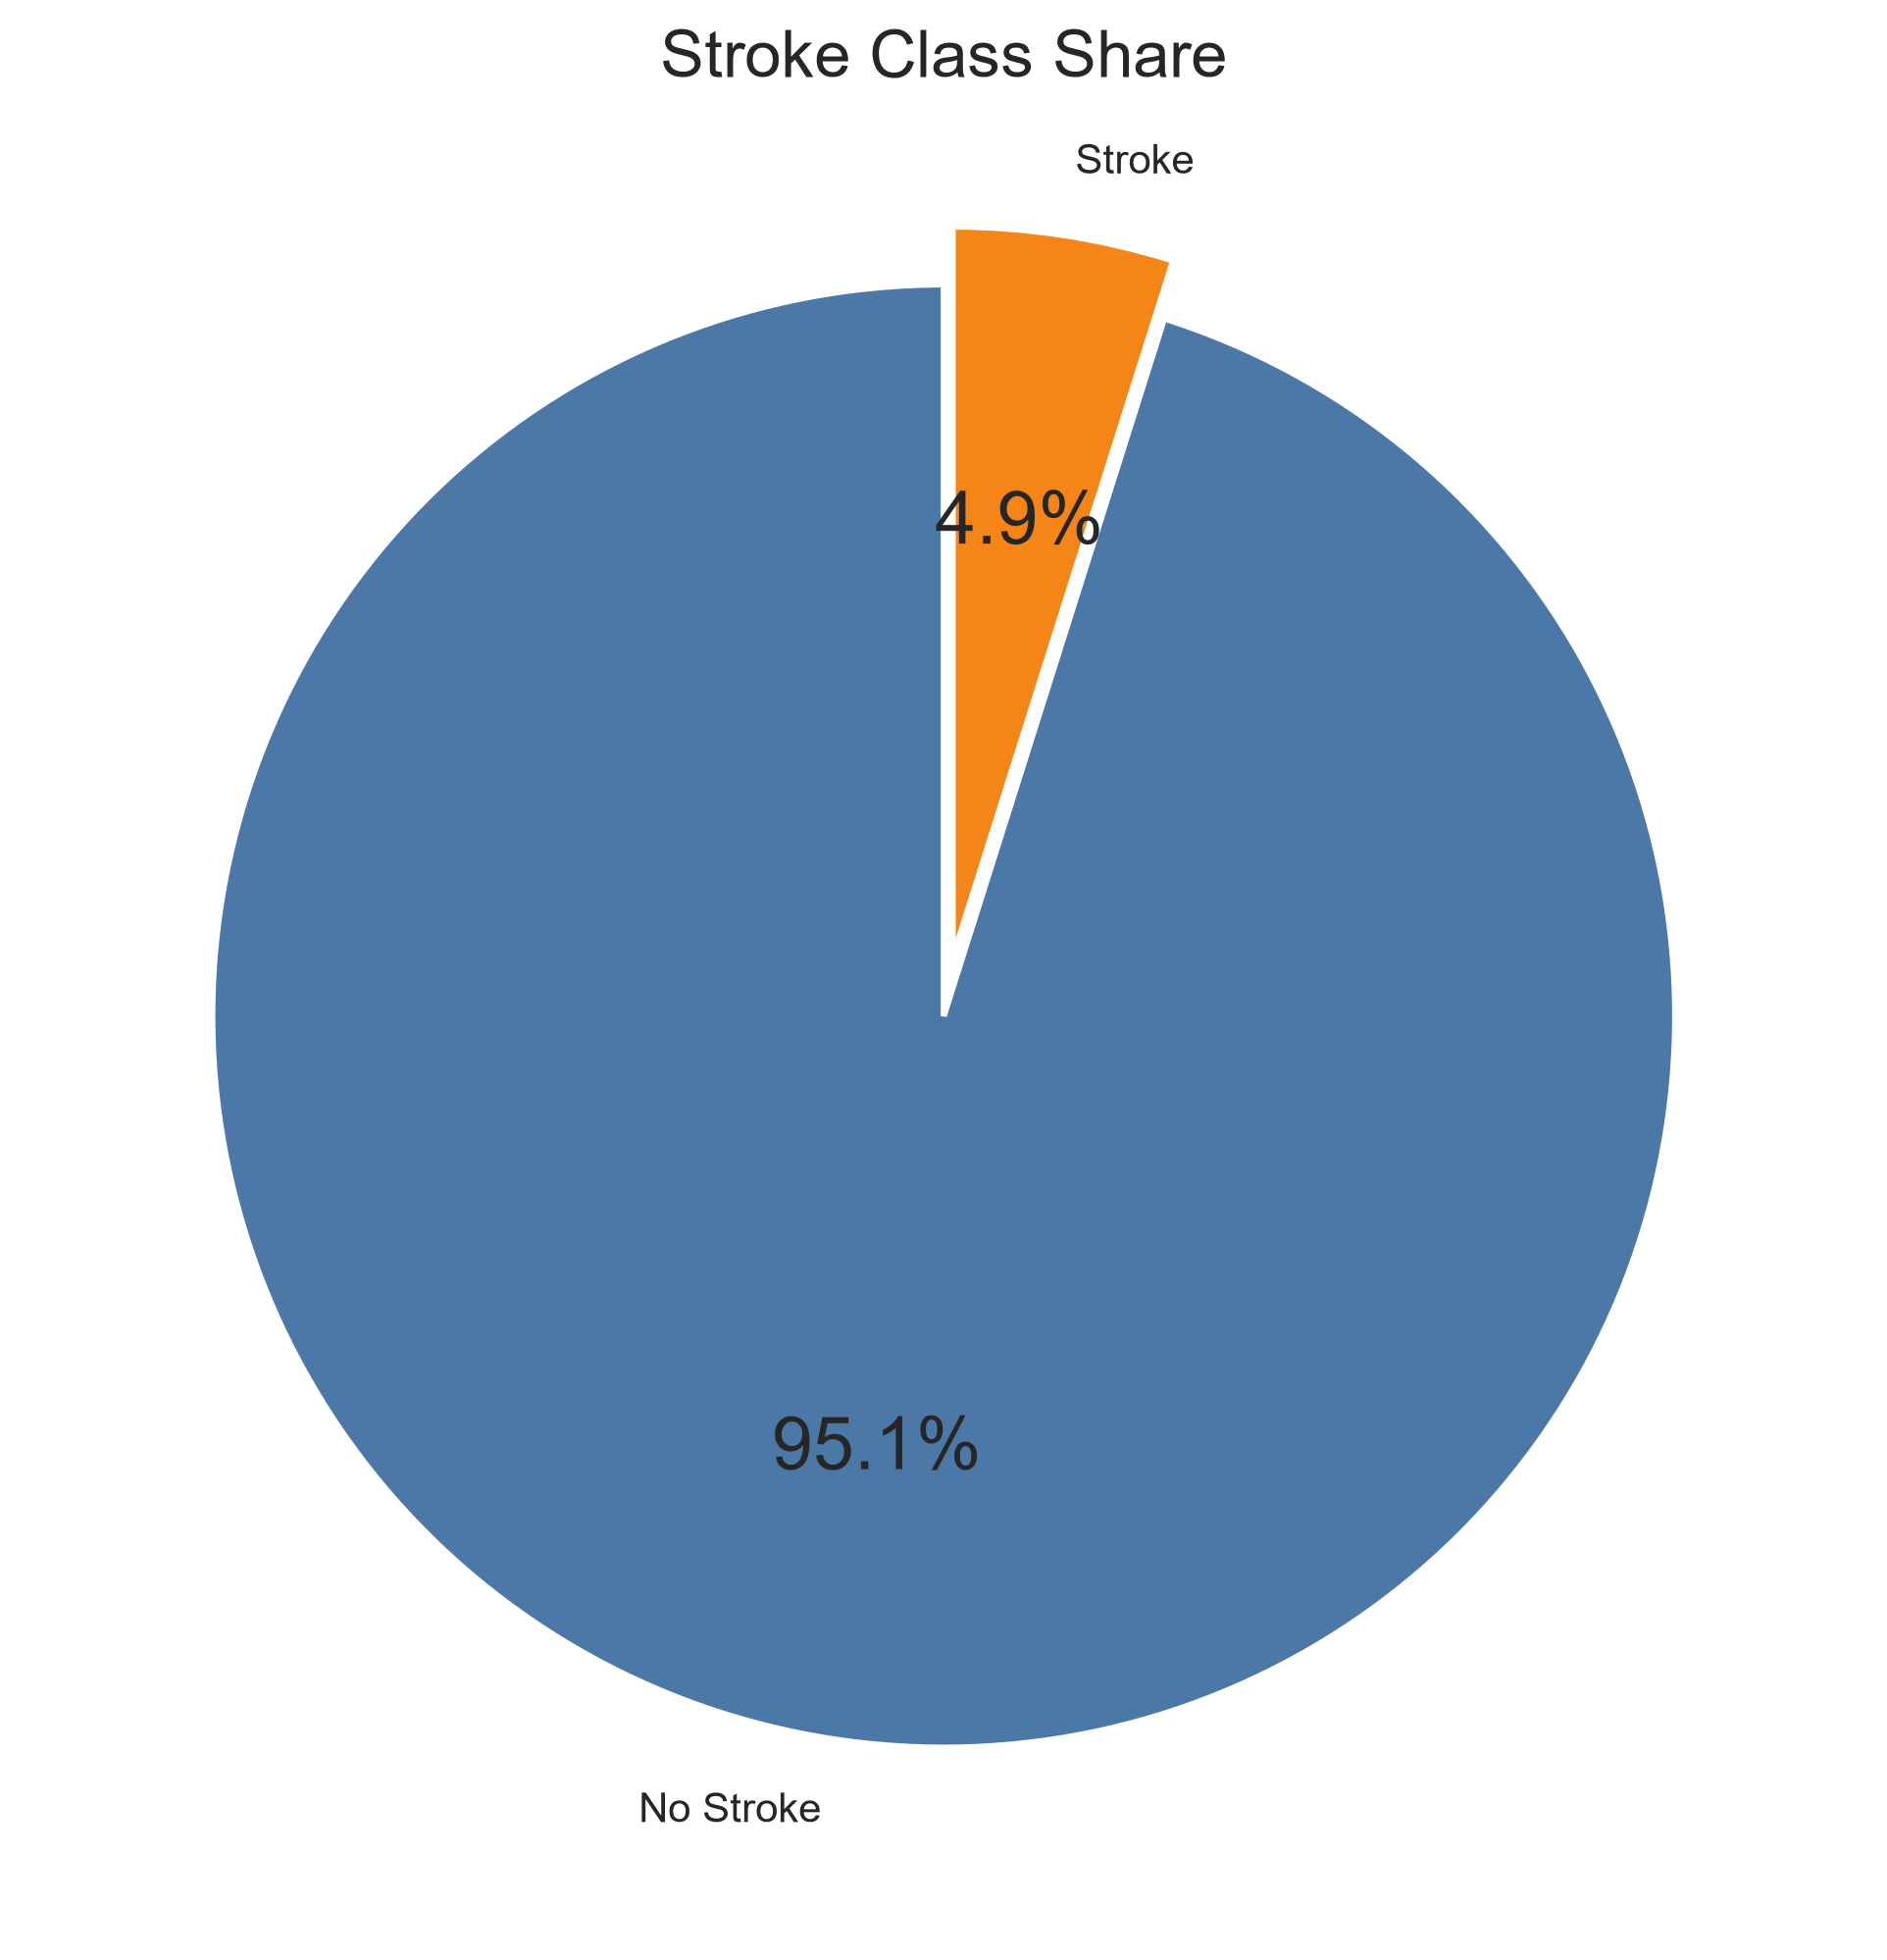 Stroke Class Share
Stroke
4.9%
95.1%
No Stroke